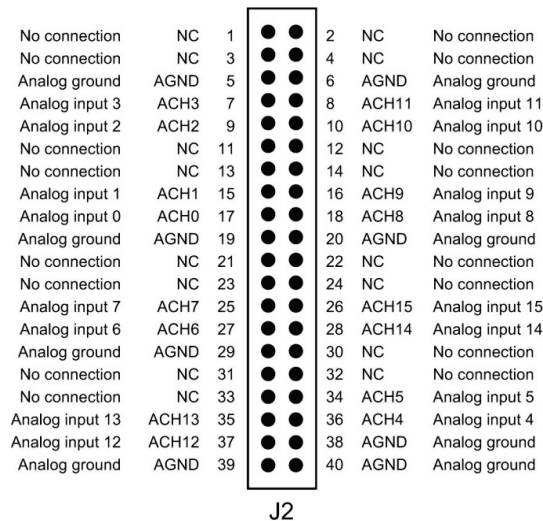 No connection NC 1 2 NC No connection
No connection NC 3 4 NC No connection
Analog ground AGND 5 6 AGND Analog ground
Analog input 3 ACH3 7 8 ACH11 Analog input 11
Analog input 2 ACH2 9 10 ACH10 Analog input 10
No connection NC 11 12 NC No connection
No connection NC 13 14 NC No connection
Analog input 1 ACH1 15 16 ACH9 Analog input 9
Analog input 0 ACH0 17 18 ACH8 Analog input 8
Analog ground AGND 19 20 AGND Analog ground
No connection NC 21 22 NC No connection
No connection NC 23 24 NC No connection
Analog input 7 ACH7 25 26 ACH15 Analog input 15
Analog input 6 ACH6 27 28 ACH14 Analog input 14
Analog ground AGND 29 30 NC No connection
No connection NC 31 32 NC No connection
No connection NC 33 34 ACH5 Analog input 5
Analog input 13 ACH13 35 36 ACH4 Analog input 4
Analog input 12 ACH12 37 38 AGND Analog ground
Analog ground AGND 39 40 AGND Analog ground
J2